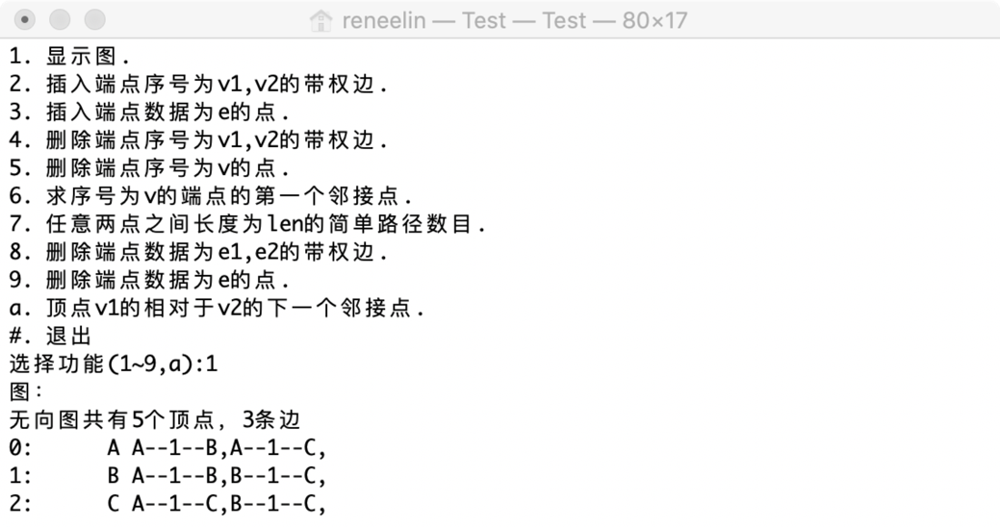 reneelin — Test — Test — 80×17
1. 显示图.
2. 插入端点序号为v1,v2的带权边.
3. 插入端点数据为e的点.
4. 删除端点序号为v1,v2的带权边.
5. 删除端点序号为v的点.
6. 求序号为v的端点的第一个邻接点.
7. 任意两点之间长度为len的简单路径数目.
8. 删除端点数据为e1,e2的带权边.
9. 删除端点数据为e的点.
a. 顶点v1的相对于v2的下一个邻接点.
#. 退出
选择功能(1~9,a):1
图:
无向图共有5个顶点, 3条边
0:      A A--1--B,A--1--C,
1:      B A--1--B,B--1--C,
2:      C A--1--C,B--1--C,